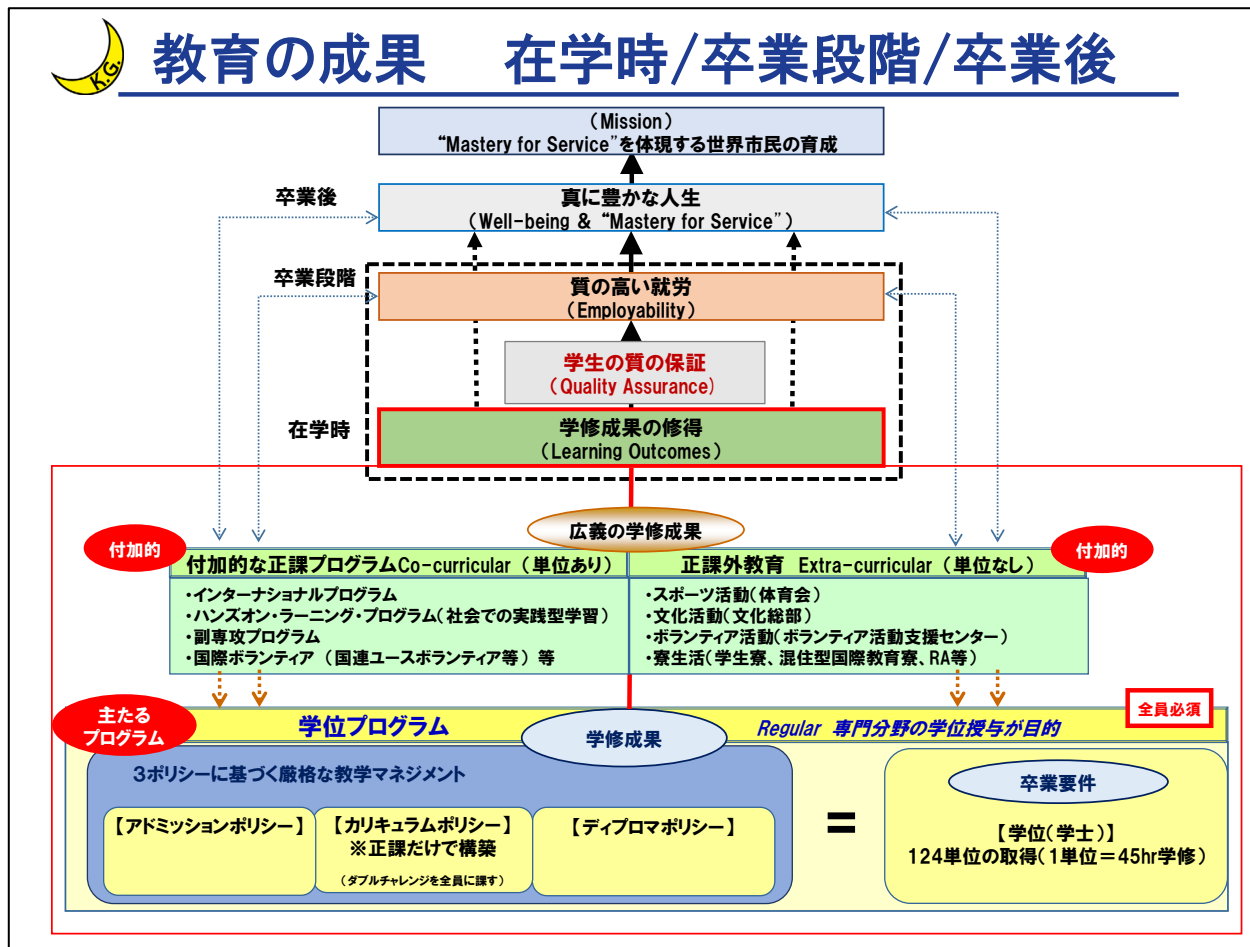 K.G.
教育の成果　在学時/卒業段階/卒業後
（Mission）
“Mastery for Service”を体現する世界市民の育成
卒業後
真に豊かな人生
（Well-being & “Mastery for Service”）
卒業段階
質の高い就労
（Employability）
学生の質の保証
（Quality Assurance）
在学時
学修成果の修得
（Learning Outcomes）
広義の学修成果
付加的
付加的
付加的な正課プログラムCo-curricular（単位あり）
・インターナショナルプログラム
・ハンズオン・ラーニング・プログラム（社会での実践型学習）
・副専攻プログラム
・国際ボランティア （国連ユースボランティア等）等
正課外教育 Extra-curricular（単位なし）
・スポーツ活動（体育会）
・文化活動（文化総部）
・ボランティア活動（ボランティア活動支援センター）
・寮生活（学生寮、混住型国際教育寮、RA等）
主たる
プログラム
学位プログラム
学修成果
Regular 専門分野の学位授与が目的
全員必須
３ポリシーに基づく厳格な教学マネジメント
【アドミッションポリシー】
【カリキュラムポリシー】
※正課だけで構築
（ダブルチャレンジを全員に課す）
【ディプロマポリシー】
=
卒業要件
【学位（学士）】
124単位の取得（1単位＝45hr学修）